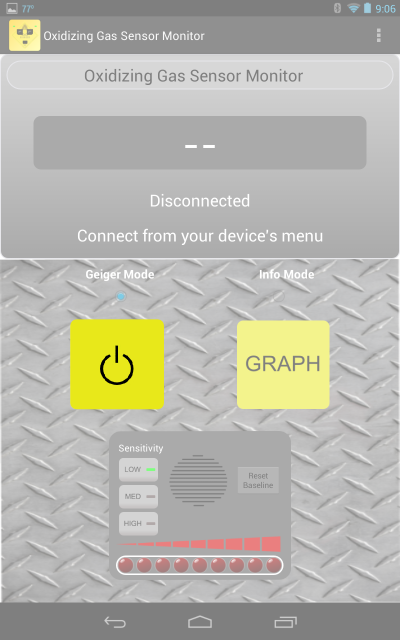 77°
9:06
Oxidizing Gas Sensor Monitor
Oxidizing Gas Sensor Monitor
--
Disconnected
Connect from your device's menu
Geiger Mode
Info Mode
GRAPH
Sensitivity
LOW
MED
HIGH
Reset
Baseline